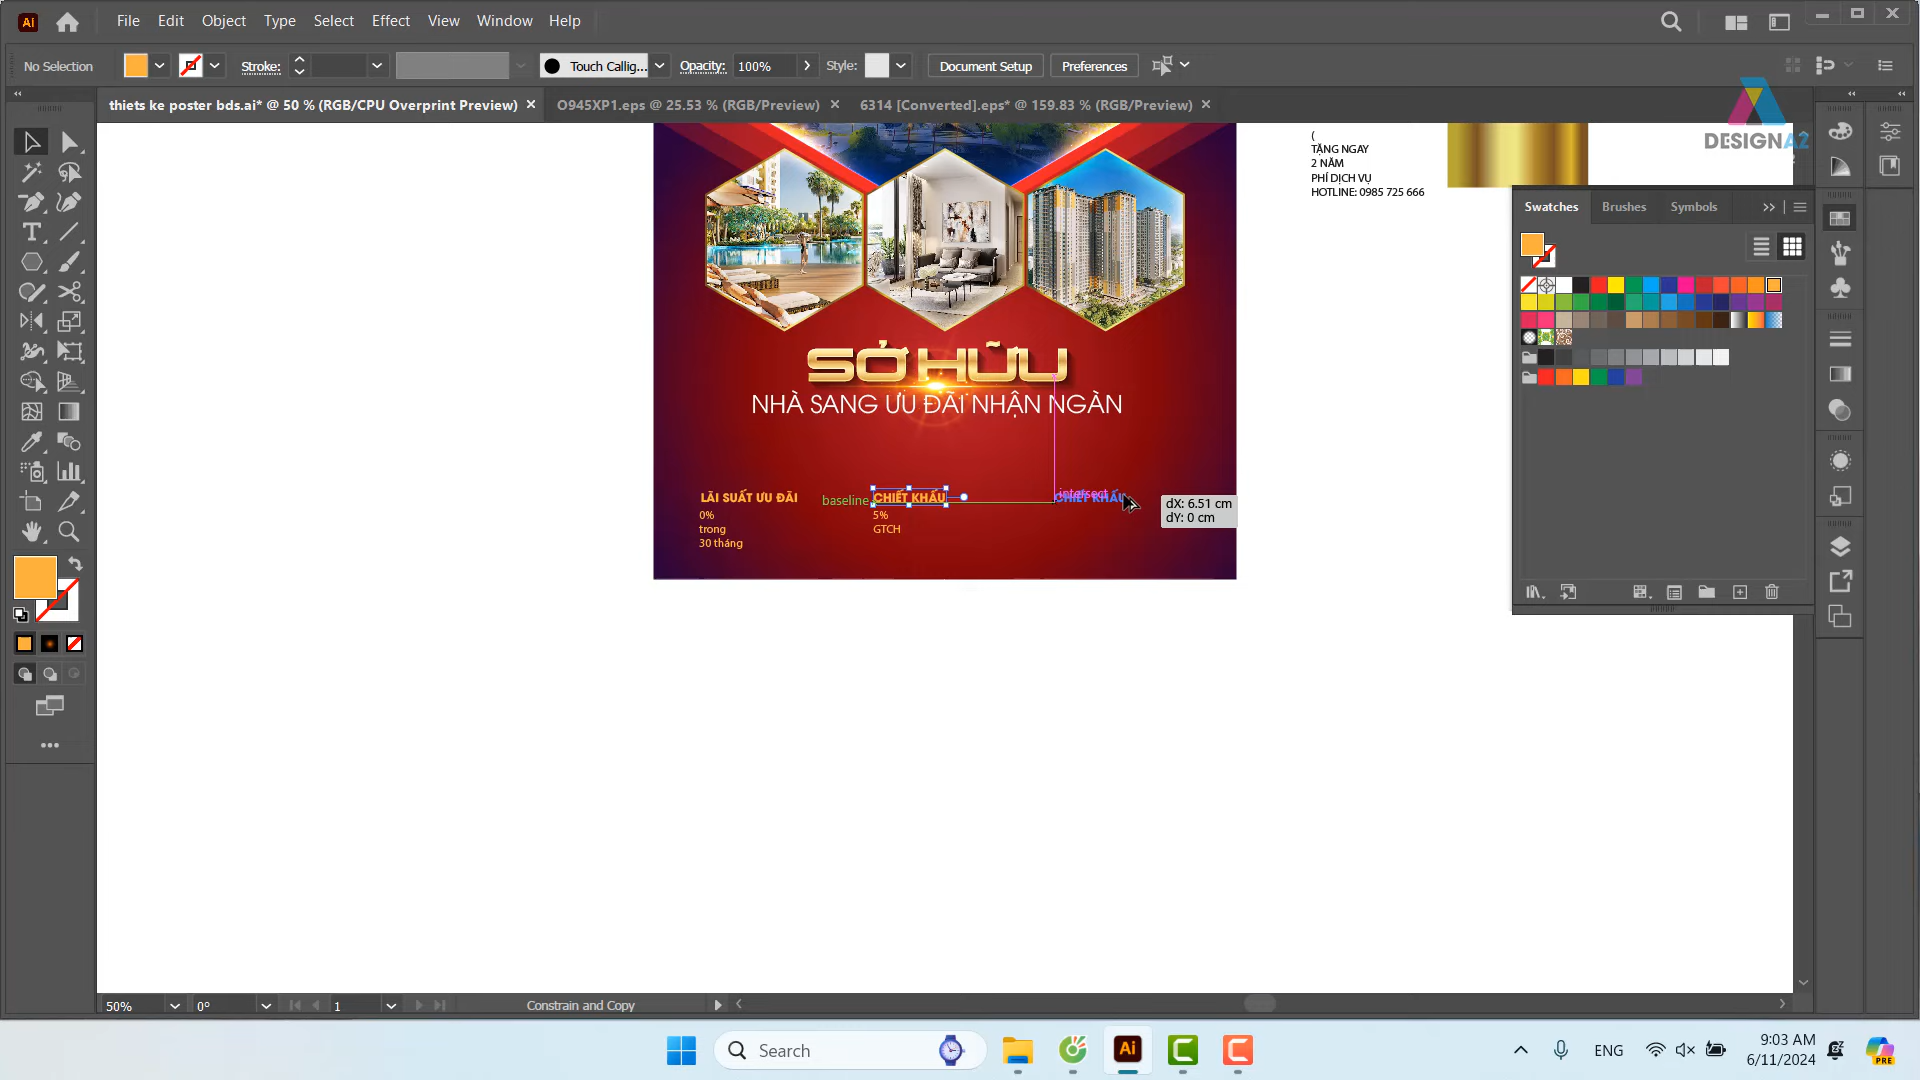 File Edit Object Type Select Effect View Window Help
No Selection Stroke: Touch Callig... Opacity: 100% Style: Document Setup Preferences
thiets ke poster bds.ai* @ 50 % (RGB/CPU Overprint Preview) O945XP1.eps @ 25.53 % (RGB/Preview) 6314 [Converted].eps* @ 159.83 % (RGB/Preview)
DESIGNA2
(
TẶNG NGAY
2 NĂM
PHÍ DỊCH VỤ
HOTLINE: 0985 725 666
Swatches Brushes Symbols
SỞ HỮU
NHÀ SANG ƯU ĐÃI NHẬN NGÀN
LÃI SUẤT ƯU ĐÃI
0%
trong
30 tháng
baseline
CHIẾT KHẤU
5%
GTCH
CHIẾT KHẤU
intersect
dX: 6.51 cm
dY: 0 cm
50% 0° 1 Constrain and Copy
Search
Ai
ENG
9:03 AM
6/11/2024
PRE